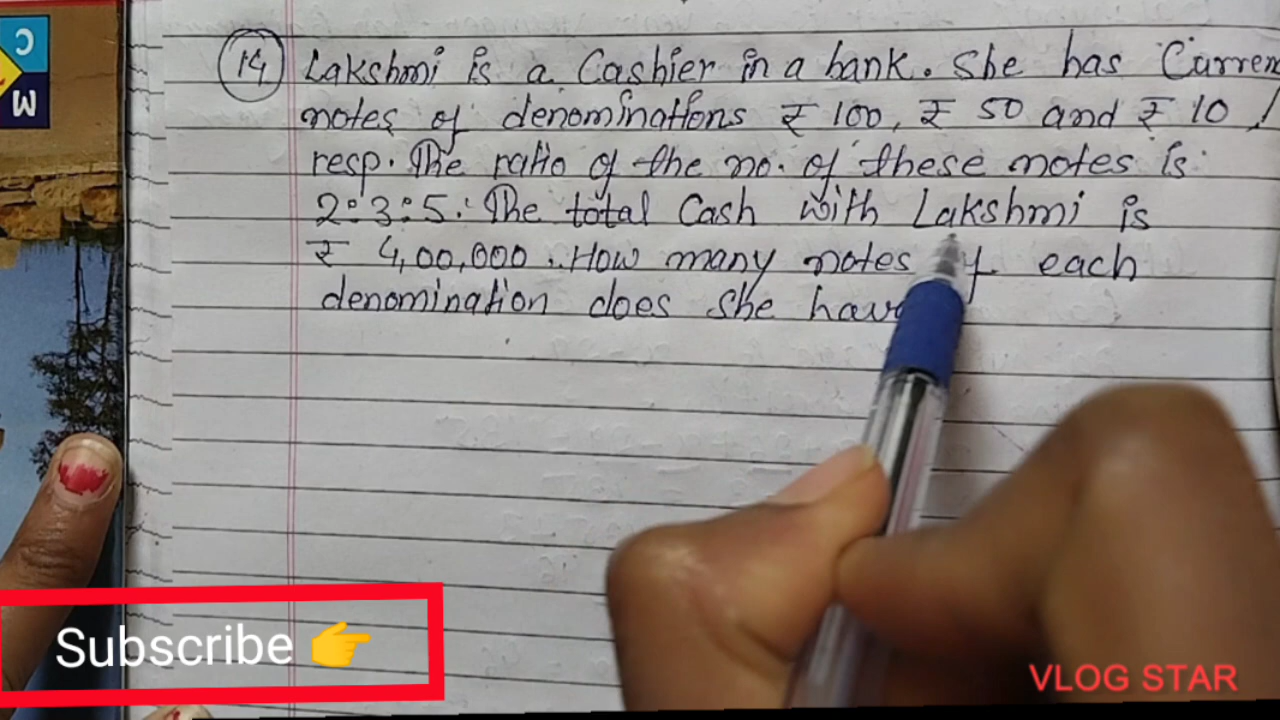 14 Lakshmi is a Cashier in a bank. She has Curren
notes of denominations ₹ 100, ₹ 50 and ₹ 10
resp. The ratio of the no. of these notes is
2:3:5. The total Cash with Lakshmi is
₹ 4,00,000. How many notes each
denomination does she have
Subscribe 👉
VLOG STAR
C
M